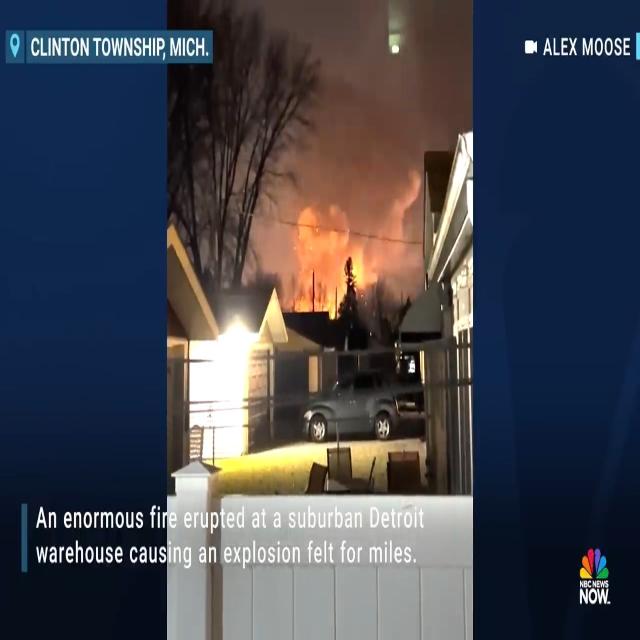 CLINTON TOWNSHIP, MICH.
ALEX MOOSE
An enormous fire erupted at a suburban Detroit
warehouse causing an explosion felt for miles.
NBC NEWS
NOW